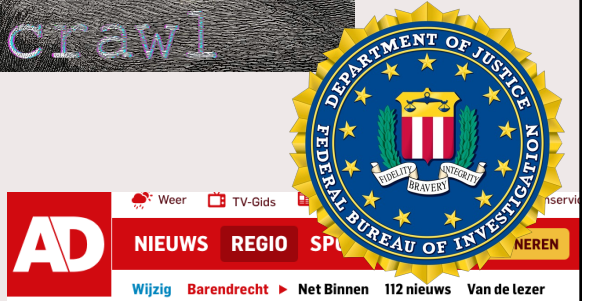 crawl
DEPARTMENT OF JUSTICE
FEDERAL BUREAU OF INVESTIGATION
FIDELITY BRAVERY INTEGRITY
Weer TV-Gids
AD
NIEUWS REGIO
Wijzig Barendrecht Net Binnen 112 nieuws Van de lezer